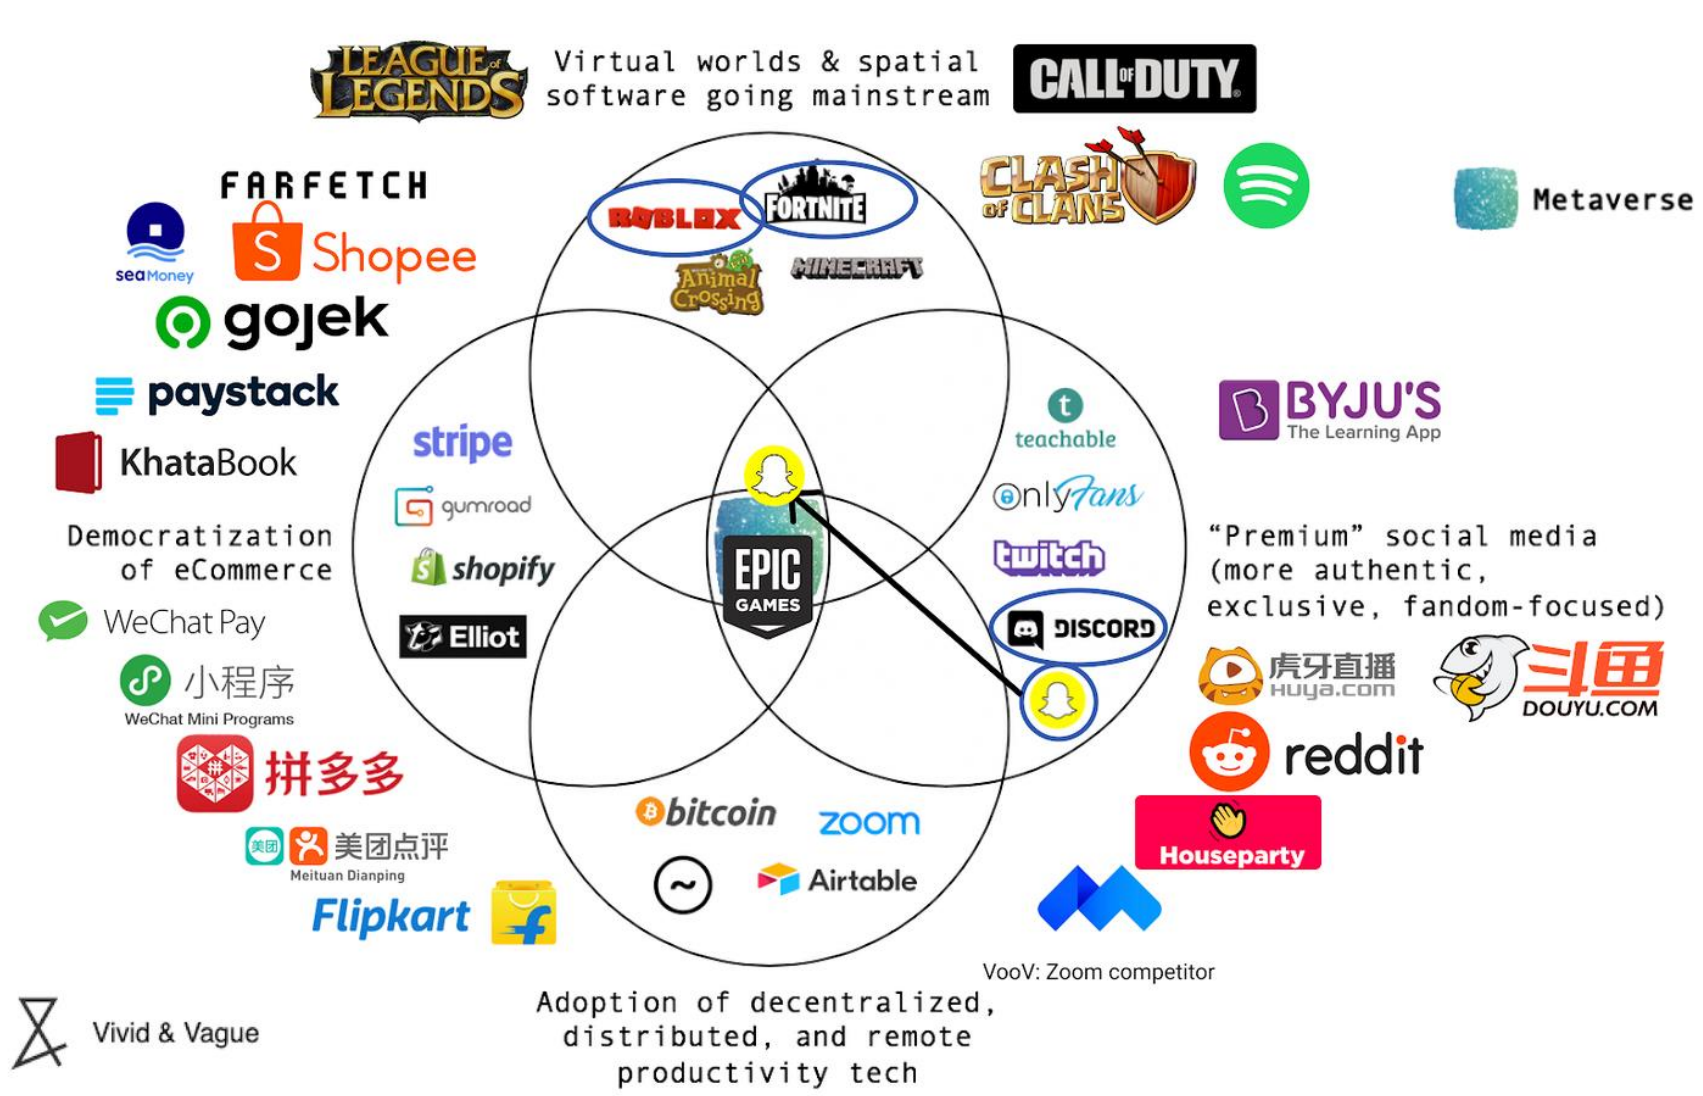 LEAGUE of
LEGENDS
Virtual worlds & spatial
software going mainstream
CALL OF DUTY®
FARFETCH
CLASH
OF CLANS
Metaverse
ROBLOX
FORTNITE
sea Money
S
Shopee
Animal
Crossing
MINECRAFT
gojek
paystack
KhataBook
stripe
gumroad
shopify
Elliot
t
teachable
OnlyFans
twitch
DISCORD
B
BYJU'S
The Learning App
EPIC
GAMES
Democratization
of eCommerce
“Premium” social media
(more authentic,
exclusive, fandom-focused)
WeChat Pay
小程序
WeChat Mini Programs
虎牙直播
Huya.com
斗鱼
DOUYU.COM
拼
拼多多
reddit
Houseparty
美团
美团点评
Meituan Dianping
Flipkart
f
bitcoin
zoom
~
Airtable
VooV: Zoom competitor
Adoption of decentralized,
distributed, and remote
productivity tech
Vivid & Vague